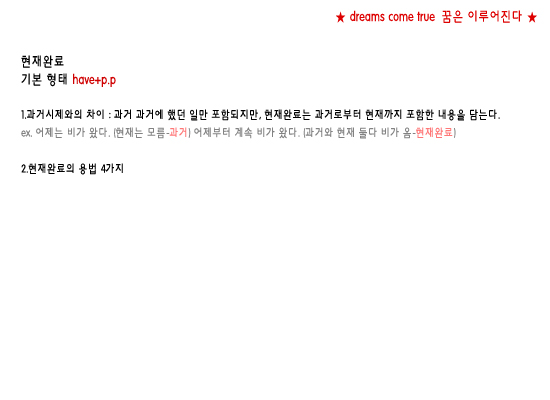 ★ dreams come true 꿈은 이루어진다 ★
현재완료
기본 형태 have+p.p
1.과거시제와의 차이 : 과거 과거에 했던 일만 포함되지만, 현재완료는 과거로부터 현재까지 포함한 내용을 담는다.
ex. 어제는 비가 왔다. (현재는 모름-과거) 어제부터 계속 비가 왔다. (과거와 현재 둘다 비가 옴-현재완료)
2.현재완료의 용법 4가지